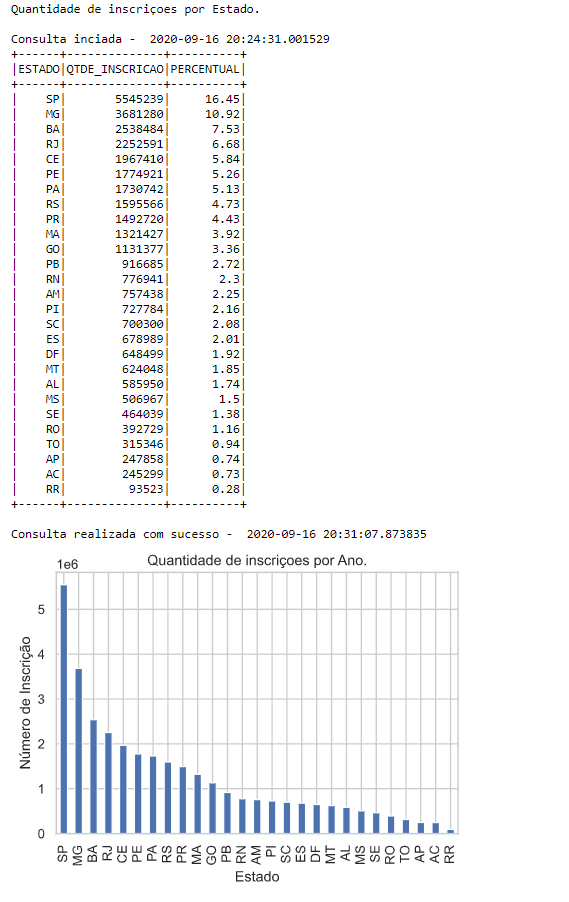 Quantidade de inscriçoes por Estado.
Consulta inciada -  2020-09-16 20:24:31.001529
+------+--------------+----------+
|ESTADO|QTDE_INSCRICAO|PERCENTUAL|
+------+--------------+----------+
|    SP|       5545239|     16.45|
|    MG|       3681280|     10.92|
|    BA|       2538484|      7.53|
|    RJ|       2252591|      6.68|
|    CE|       1967410|      5.84|
|    PE|       1774921|      5.26|
|    PA|       1730742|      5.13|
|    RS|       1595566|      4.73|
|    PR|       1492720|      4.43|
|    MA|       1321427|      3.92|
|    GO|       1131377|      3.36|
|    PB|        916685|      2.72|
|    RN|        776941|       2.3|
|    AM|        757438|      2.25|
|    PI|        727784|      2.16|
|    SC|        700300|      2.08|
|    ES|        678989|      2.01|
|    DF|        648499|      1.92|
|    MT|        624048|      1.85|
|    AL|        585950|      1.74|
|    MS|        506967|       1.5|
|    SE|        464039|      1.38|
|    RO|        392729|      1.16|
|    TO|        315346|      0.94|
|    AP|        247858|      0.74|
|    AC|        245299|      0.73|
|    RR|         93523|      0.28|
+------+--------------+----------+
Consulta realizada com sucesso -  2020-09-16 20:31:07.873835
Quantidade de inscriçoes por Ano.
1e6
5
4
3
2
1
0
Número de Inscrição
SP MG BA RJ CE PE PA RS PR MA GO PB RN AM PI SC ES DF MT AL MS SE RO TO AP AC RR
Estado